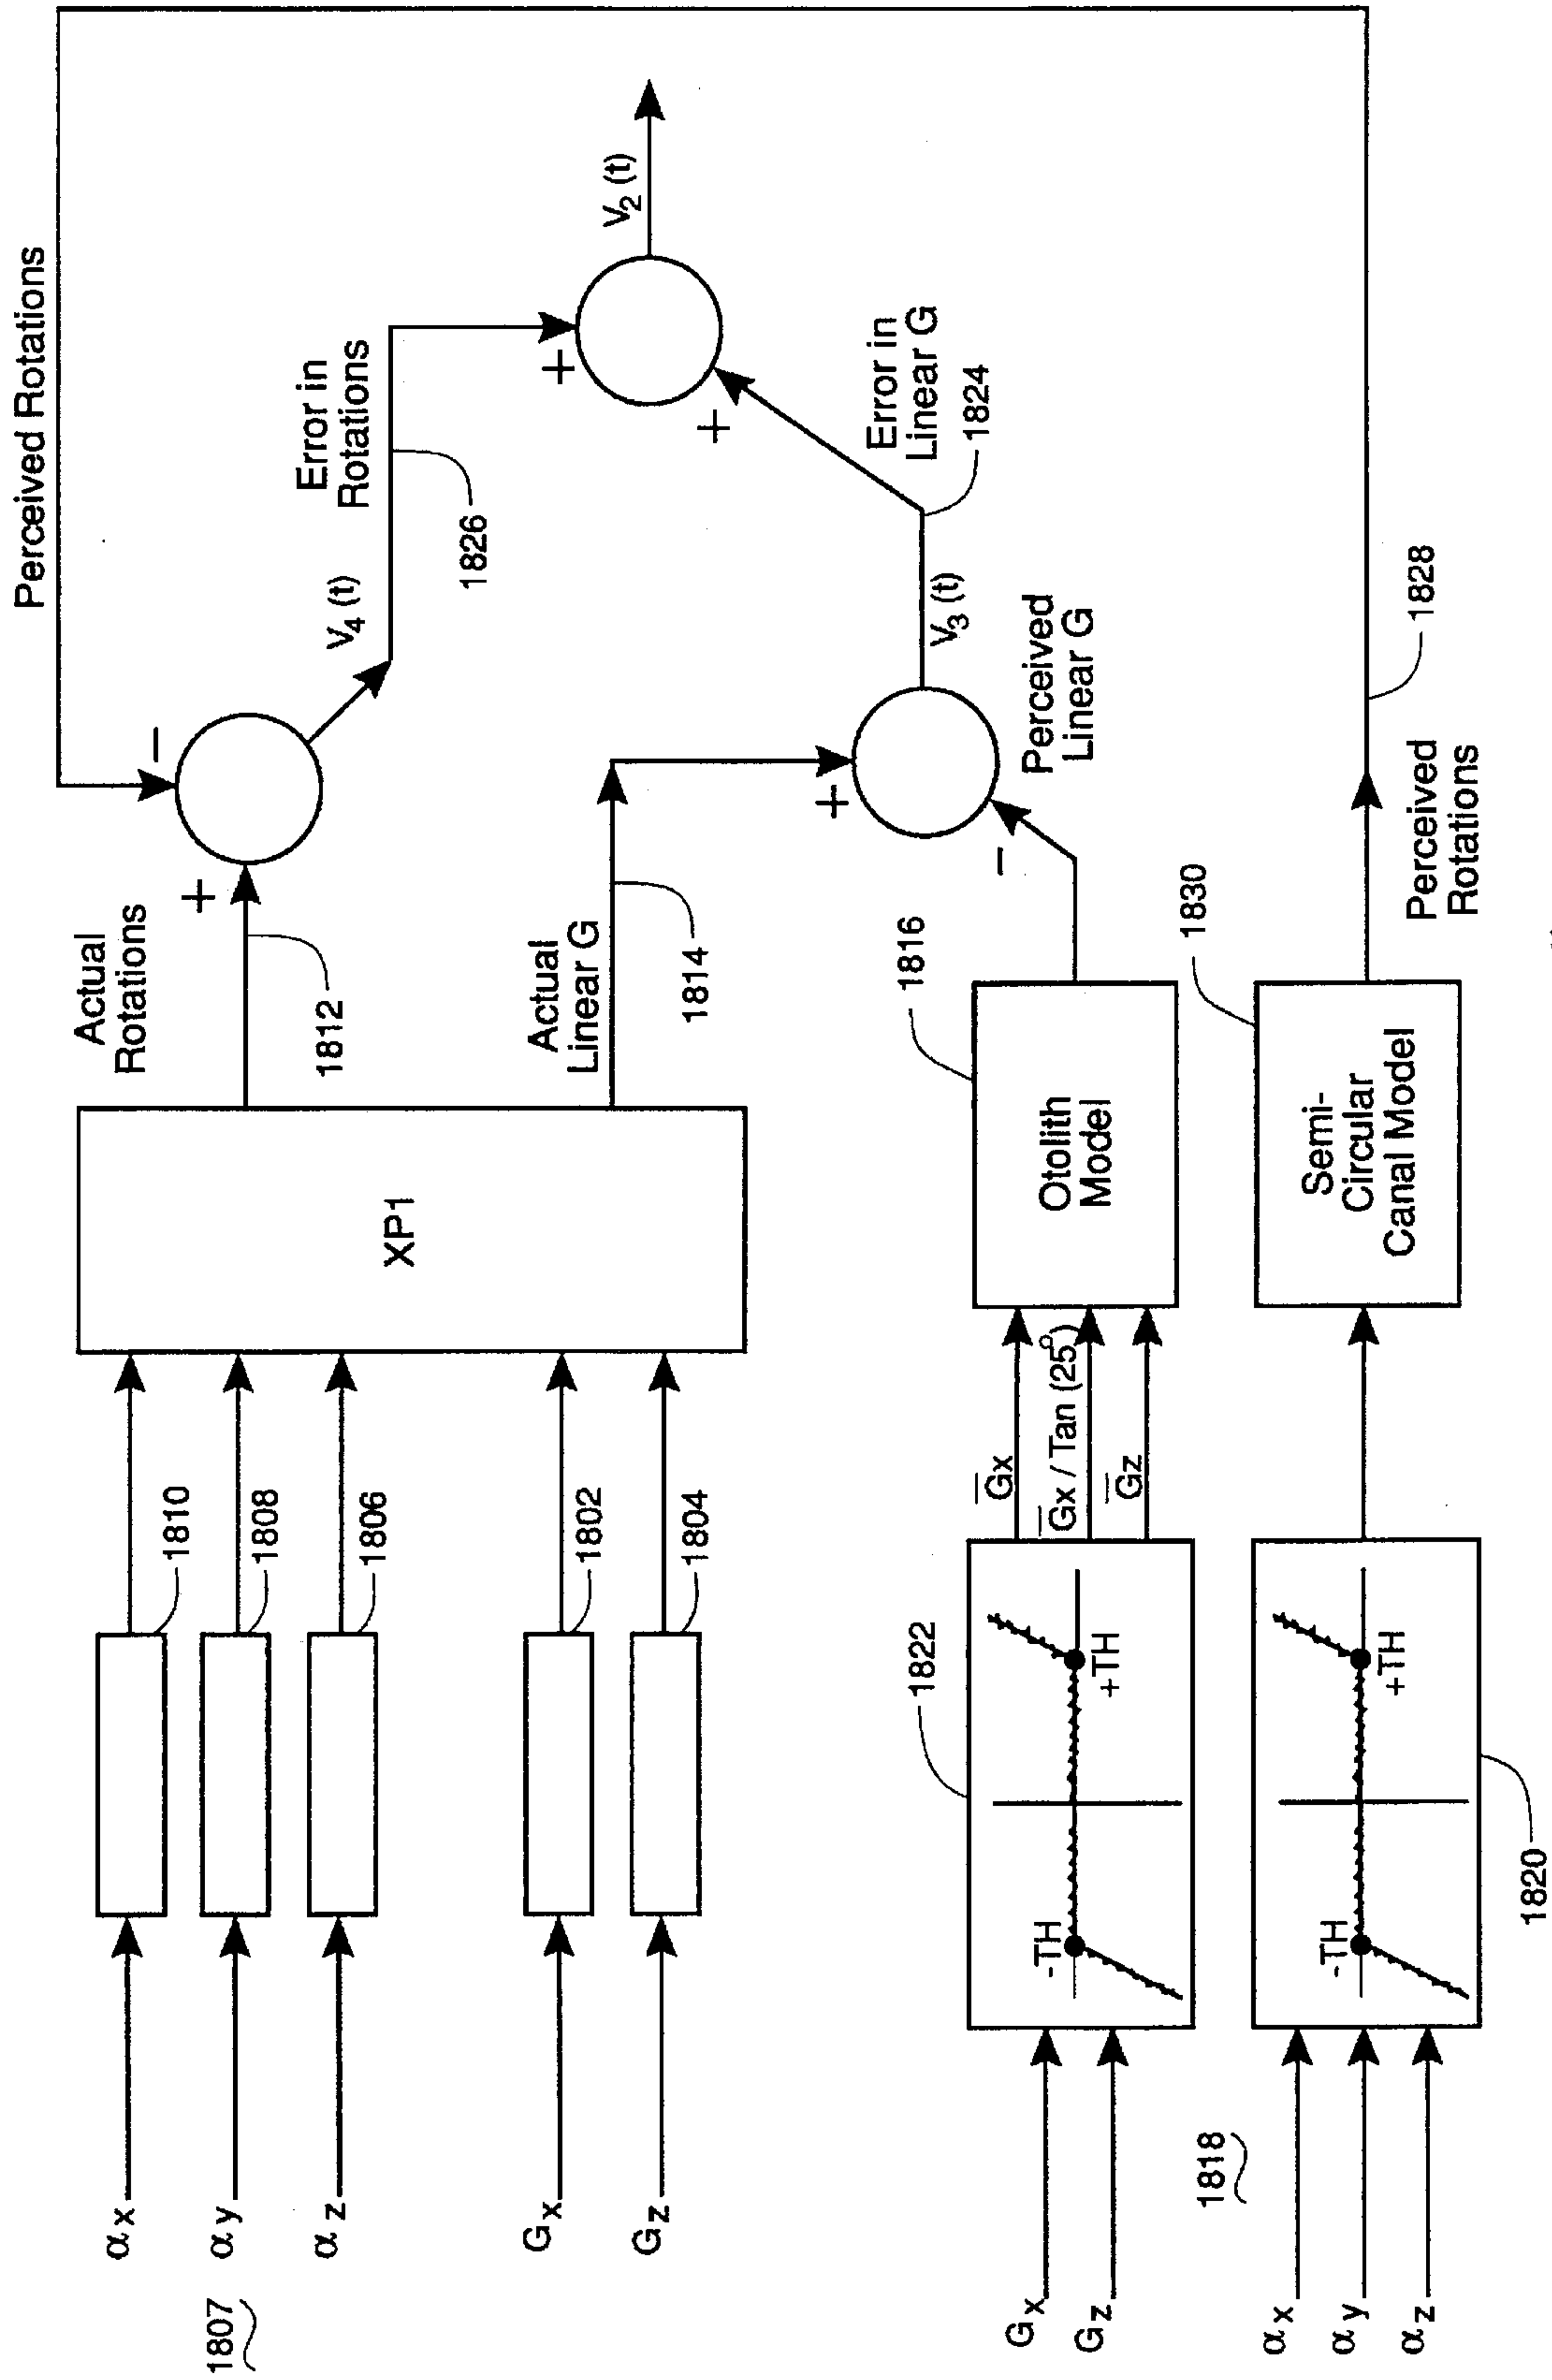 Perceived Rotations
Actual
Rotations
+
−
1812
V4 (t)
Error in
Rotations
1826
+
+
V2 (t)
αx
αy
αz
Gx
Gz
1807
1810
1808
1806
1802
1804
XP1
Actual
Linear G
1814
+
−
Perceived
Linear G
V3 (t)
Error in
Linear G
1824
Gx
Gz
1822
-TH
+TH
Gx
Gx / Tan (25°)
Gz
Otolith
Model
1816
1818
αx
αy
αz
-TH
+TH
1820
Semi-
Circular
Canal Model
1830
Perceived
Rotations
1828